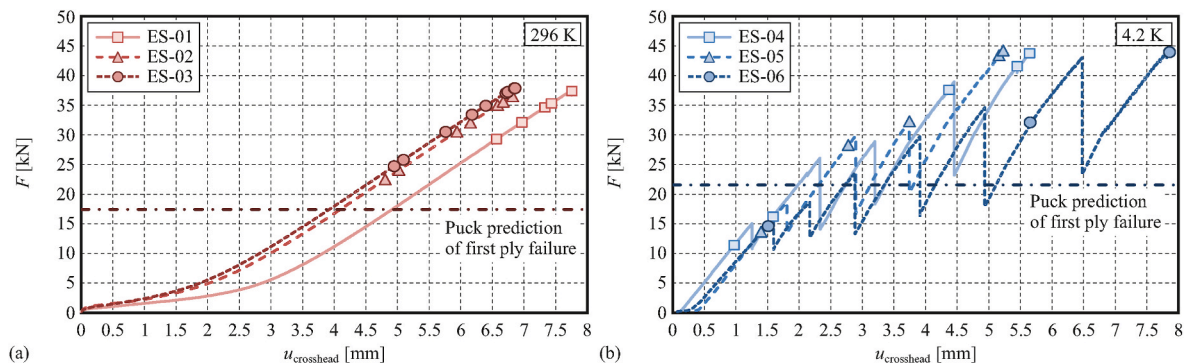 50
45
40
35
30
25
20
15
10
5
0
F [kN]
ES-01
ES-02
ES-03
296 K
Puck prediction
of first ply failure
0 0.5 1 1.5 2 2.5 3 3.5 4 4.5 5 5.5 6 6.5 7 7.5 8
(a)
u_crosshead [mm]
50
45
40
35
30
25
20
15
10
5
0
F [kN]
ES-04
ES-05
ES-06
4.2 K
Puck prediction
of first ply failure
0 0.5 1 1.5 2 2.5 3 3.5 4 4.5 5 5.5 6 6.5 7 7.5 8
(b)
u_crosshead [mm]